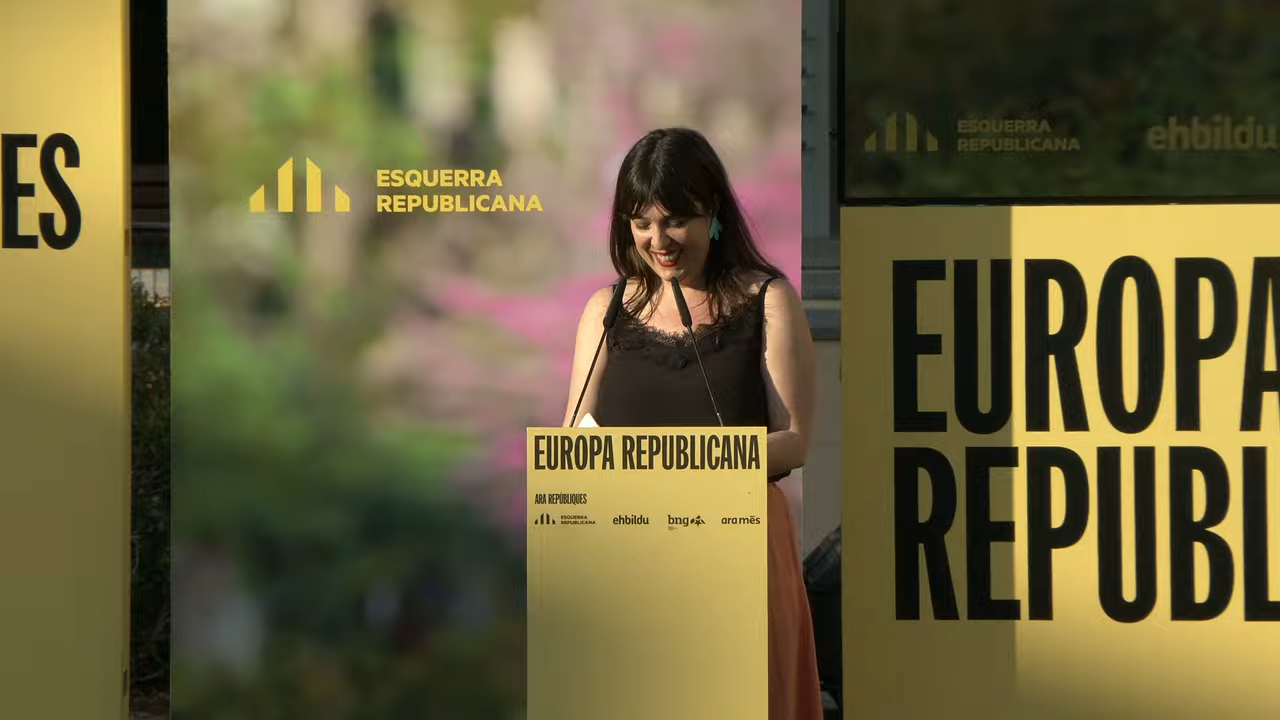 ES
ESQUERRA
REPUBLICANA
EUROPA REPUBLICANA
ARA REPÚBLIQUES
ESQUERRA
REPUBLICANA
ehbildu
bng
ara més
ESQUERRA
REPUBLICANA
ehbildu
EUROPA
REPUBL